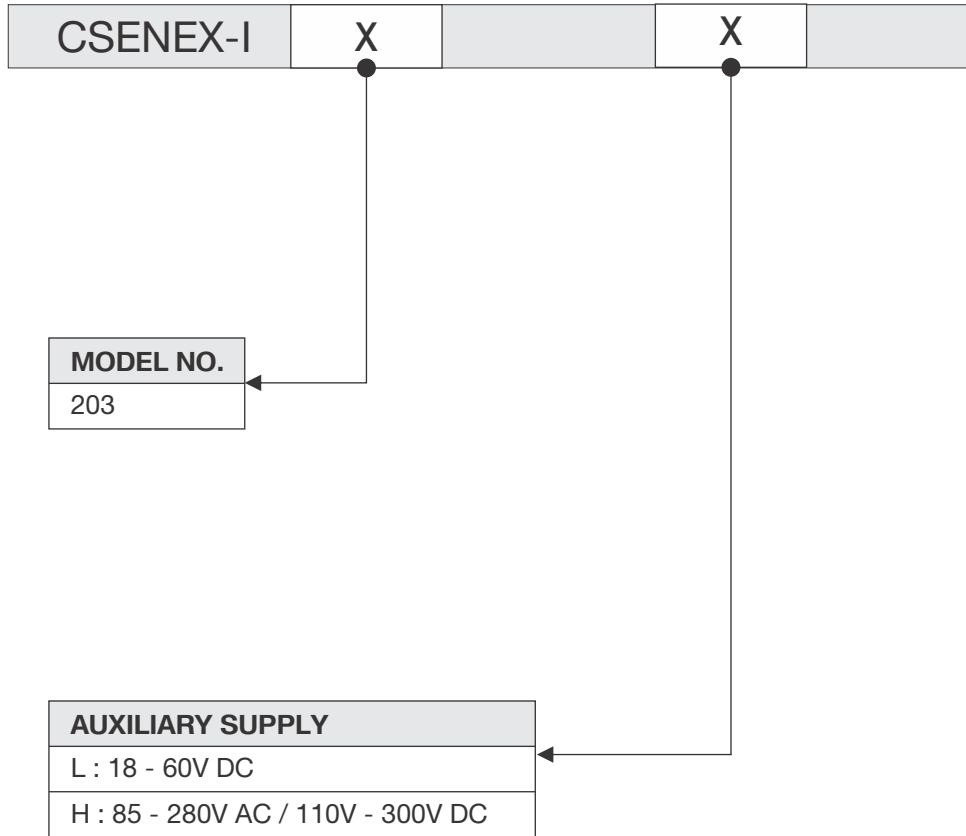 CSENEX-I X X
MODEL NO.
203
AUXILIARY SUPPLY
L : 18 - 60V DC
H : 85 - 280V AC / 110V - 300V DC